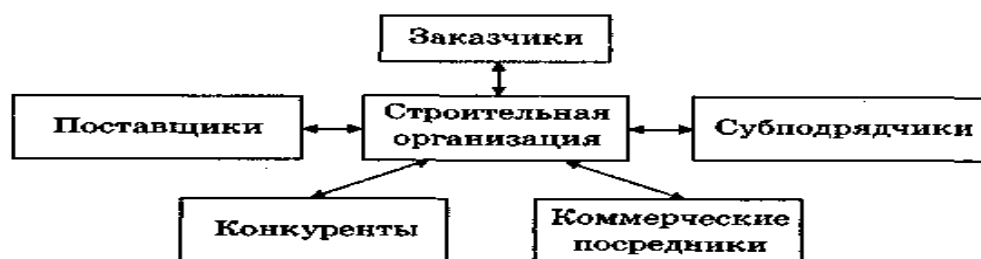 Заказчики
Поставщики
Строительная
организация
Субподрядчики
Конкуренты
Коммерческие
посредники